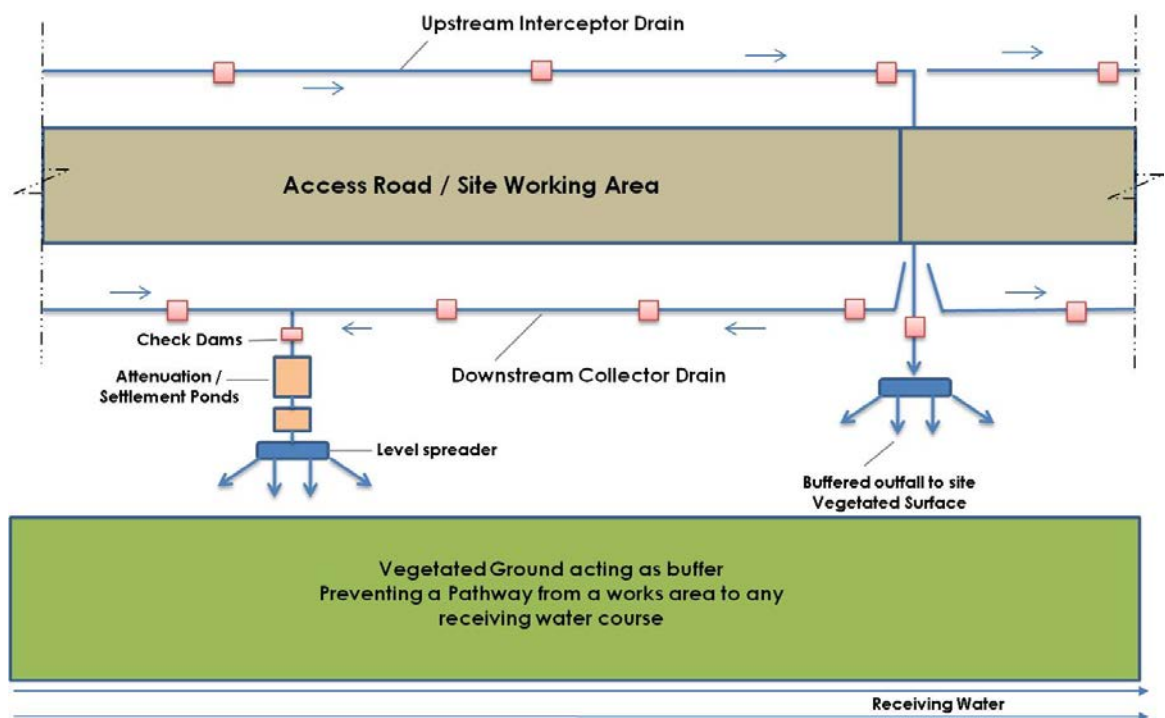 Upstream Interceptor Drain
Access Road / Site Working Area
Check Dams
Attenuation /
Settlement Ponds
Downstream Collector Drain
Level spreader
Buffered outfall to site
Vegetated Surface
Vegetated Ground acting as buffer
Preventing a Pathway from a works area to any
receiving water course
Receiving Water